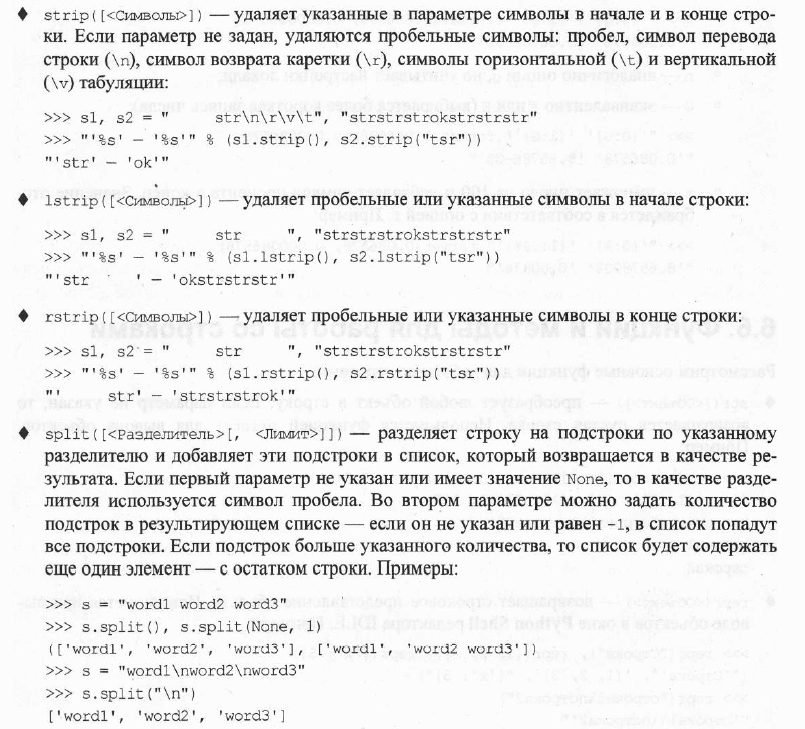 ♦ strip([<Символы>]) — удаляет указанные в параметре символы в начале и в конце стро-
ки. Если параметр не задан, удаляются пробельные символы: пробел, символ перевода
строки (\n), символ возврата каретки (\r), символы горизонтальной (\t) и вертикальной
(\v) табуляции:
>>> s1, s2 = "     str\n\r\v\t", "strstrstrokstrstrstr"
>>> "'%s' — '%s'" % (s1.strip(), s2.strip("tsr"))
"'str' — 'ok'"
♦ lstrip([<Символы>]) — удаляет пробельные или указанные символы в начале строки:
>>> s1, s2 = "     str     ", "strstrstrokstrstrstr"
>>> "'%s' — '%s'" % (s1.lstrip(), s2.lstrip("tsr"))
"'str     ' — 'okstrstrstr'"
♦ rstrip([<Символы>]) — удаляет пробельные или указанные символы в конце строки:
>>> s1, s2 = "     str     ", "strstrstrokstrstrstr"
>>> "'%s' — '%s'" % (s1.rstrip(), s2.rstrip("tsr"))
"'     str' — 'strstrstrok'"
♦ split([<Разделитель>[, <Лимит>]]) — разделяет строку на подстроки по указанному
разделителю и добавляет эти подстроки в список, который возвращается в качестве ре-
зультата. Если первый параметр не указан или имеет значение None, то в качестве разде-
лителя используется символ пробела. Во втором параметре можно задать количество
подстрок в результирующем списке — если он не указан или равен -1, в список попадут
все подстроки. Если подстрок больше указанного количества, то список будет содержать
еще один элемент — с остатком строки. Примеры:
>>> s = "word1 word2 word3"
>>> s.split(), s.split(None, 1)
(['word1', 'word2', 'word3'], ['word1', 'word2 word3'])
>>> s = "word1\nword2\nword3"
>>> s.split("\n")
['word1', 'word2', 'word3']